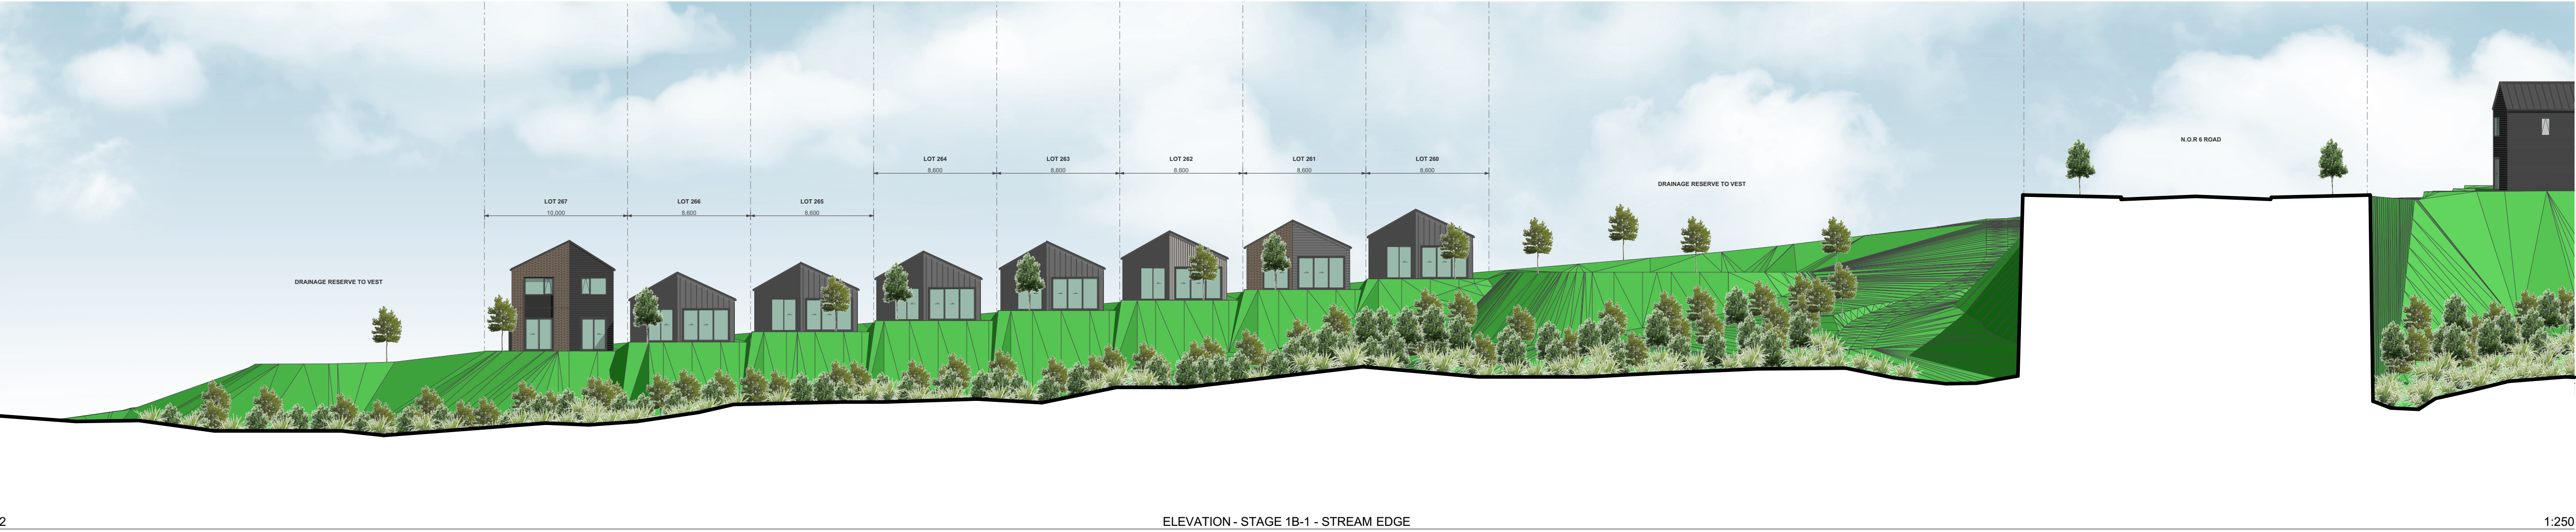 N.O.R 6 ROAD
LOT 264
LOT 263
LOT 262
LOT 261
LOT 260
8,600
8,600
8,600
8,600
8,600
DRAINAGE RESERVE TO VEST
LOT 267
LOT 266
LOT 265
10,000
8,600
8,600
DRAINAGE RESERVE TO VEST
2
ELEVATION - STAGE 1B-1 - STREAM EDGE
1:250